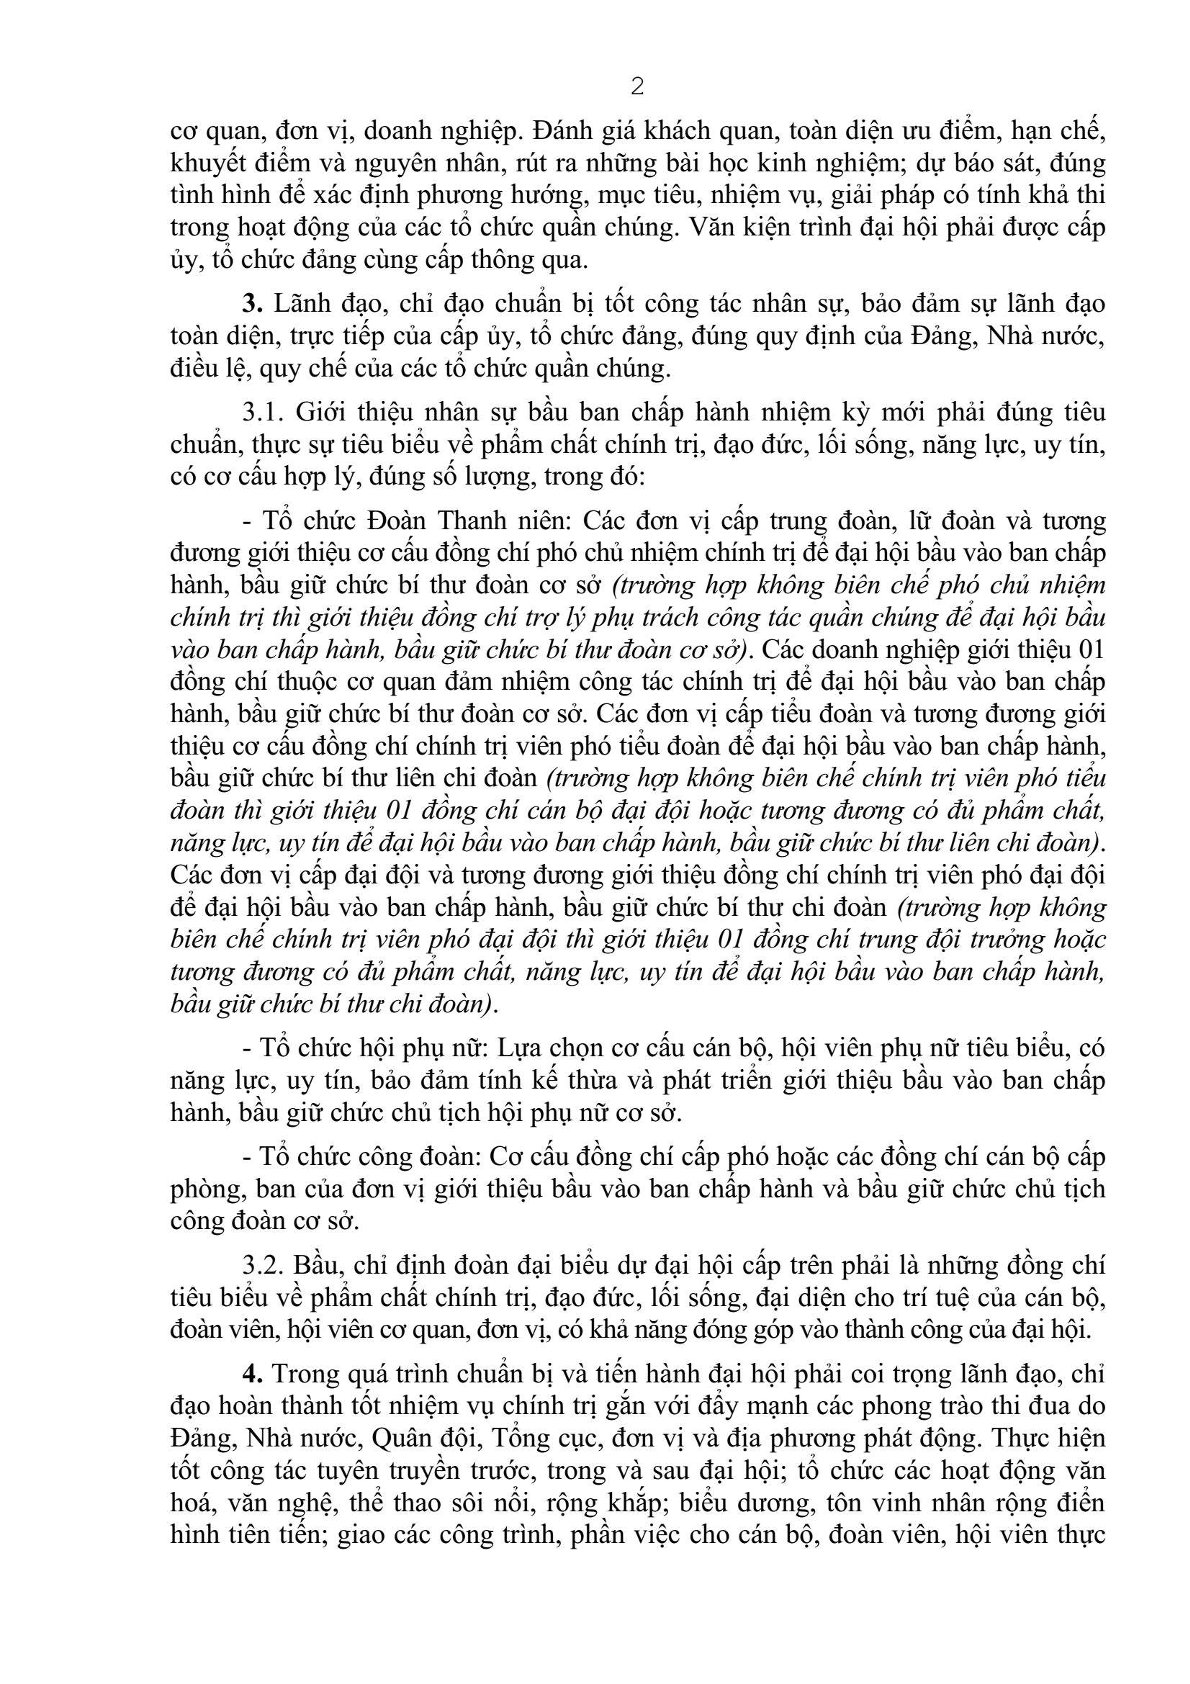 2
cơ quan, đơn vị, doanh nghiệp. Đánh giá khách quan, toàn diện ưu điểm, hạn chế,
khuyết điểm và nguyên nhân, rút ra những bài học kinh nghiệm; dự báo sát, đúng
tình hình để xác định phương hướng, mục tiêu, nhiệm vụ, giải pháp có tính khả thi
trong hoạt động của các tổ chức quần chúng. Văn kiện trình đại hội phải được cấp
ủy, tổ chức đảng cùng cấp thông qua.
3. Lãnh đạo, chỉ đạo chuẩn bị tốt công tác nhân sự, bảo đảm sự lãnh đạo
toàn diện, trực tiếp của cấp ủy, tổ chức đảng, đúng quy định của Đảng, Nhà nước,
điều lệ, quy chế của các tổ chức quần chúng.
3.1. Giới thiệu nhân sự bầu ban chấp hành nhiệm kỳ mới phải đúng tiêu
chuẩn, thực sự tiêu biểu về phẩm chất chính trị, đạo đức, lối sống, năng lực, uy tín,
có cơ cấu hợp lý, đúng số lượng, trong đó:
- Tổ chức Đoàn Thanh niên: Các đơn vị cấp trung đoàn, lữ đoàn và tương
đương giới thiệu cơ cấu đồng chí phó chủ nhiệm chính trị để đại hội bầu vào ban chấp
hành, bầu giữ chức bí thư đoàn cơ sở (trường hợp không biên chế phó chủ nhiệm
chính trị thì giới thiệu đồng chí trợ lý phụ trách công tác quần chúng để đại hội bầu
vào ban chấp hành, bầu giữ chức bí thư đoàn cơ sở). Các doanh nghiệp giới thiệu 01
đồng chí thuộc cơ quan đảm nhiệm công tác chính trị để đại hội bầu vào ban chấp
hành, bầu giữ chức bí thư đoàn cơ sở. Các đơn vị cấp tiểu đoàn và tương đương giới
thiệu cơ cấu đồng chí chính trị viên phó tiểu đoàn để đại hội bầu vào ban chấp hành,
bầu giữ chức bí thư liên chi đoàn (trường hợp không biên chế chính trị viên phó tiểu
đoàn thì giới thiệu 01 đồng chí cán bộ đại đội hoặc tương đương có đủ phẩm chất,
năng lực, uy tín để đại hội bầu vào ban chấp hành, bầu giữ chức bí thư liên chi đoàn).
Các đơn vị cấp đại đội và tương đương giới thiệu đồng chí chính trị viên phó đại đội
để đại hội bầu vào ban chấp hành, bầu giữ chức bí thư chi đoàn (trường hợp không
biên chế chính trị viên phó đại đội thì giới thiệu 01 đồng chí trung đội trưởng hoặc
tương đương có đủ phẩm chất, năng lực, uy tín để đại hội bầu vào ban chấp hành,
bầu giữ chức bí thư chi đoàn).
- Tổ chức hội phụ nữ: Lựa chọn cơ cấu cán bộ, hội viên phụ nữ tiêu biểu, có
năng lực, uy tín, bảo đảm tính kế thừa và phát triển giới thiệu bầu vào ban chấp
hành, bầu giữ chức chủ tịch hội phụ nữ cơ sở.
- Tổ chức công đoàn: Cơ cấu đồng chí cấp phó hoặc các đồng chí cán bộ cấp
phòng, ban của đơn vị giới thiệu bầu vào ban chấp hành và bầu giữ chức chủ tịch
công đoàn cơ sở.
3.2. Bầu, chỉ định đoàn đại biểu dự đại hội cấp trên phải là những đồng chí
tiêu biểu về phẩm chất chính trị, đạo đức, lối sống, đại diện cho trí tuệ của cán bộ,
đoàn viên, hội viên cơ quan, đơn vị, có khả năng đóng góp vào thành công của đại hội.
4. Trong quá trình chuẩn bị và tiến hành đại hội phải coi trọng lãnh đạo, chỉ
đạo hoàn thành tốt nhiệm vụ chính trị gắn với đẩy mạnh các phong trào thi đua do
Đảng, Nhà nước, Quân đội, Tổng cục, đơn vị và địa phương phát động. Thực hiện
tốt công tác tuyên truyền trước, trong và sau đại hội; tổ chức các hoạt động văn
hoá, văn nghệ, thể thao sôi nổi, rộng khắp; biểu dương, tôn vinh nhân rộng điển
hình tiên tiến; giao các công trình, phần việc cho cán bộ, đoàn viên, hội viên thực